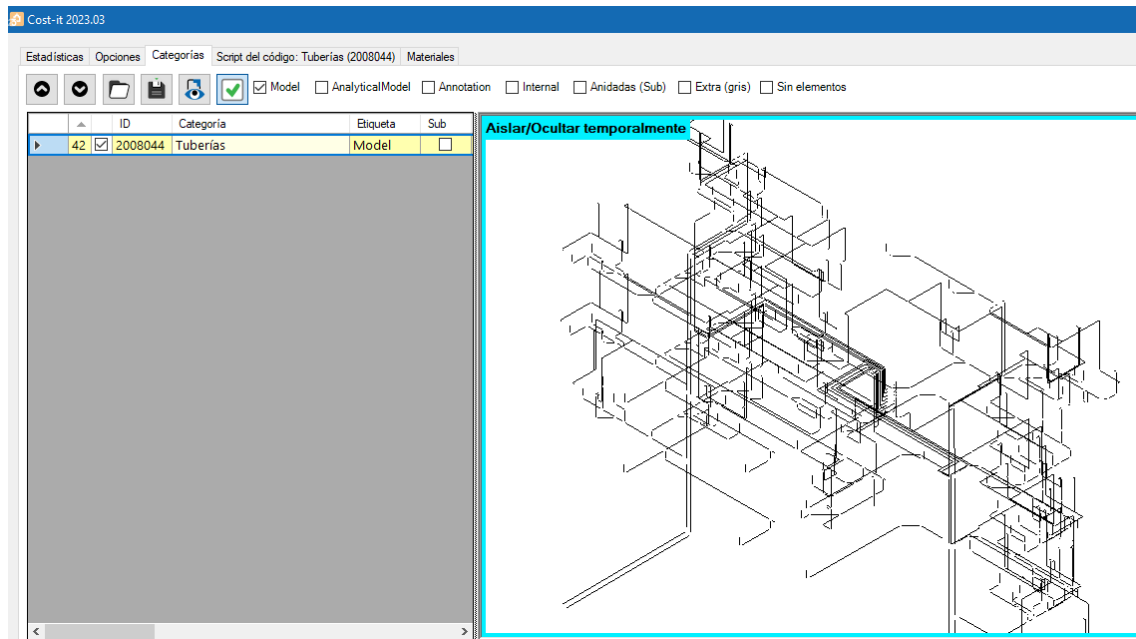 Cost-it 2023.03
Estadísticas Opciones Categorías Script del código: Tuberías (2008044) Materiales
Model AnalyticalModel Annotation Internal Anidadas (Sub) Extra (gris) Sin elementos
ID Categoría Etiqueta Sub
42 2008044 Tuberías Model
Aislar/Ocultar temporalmente